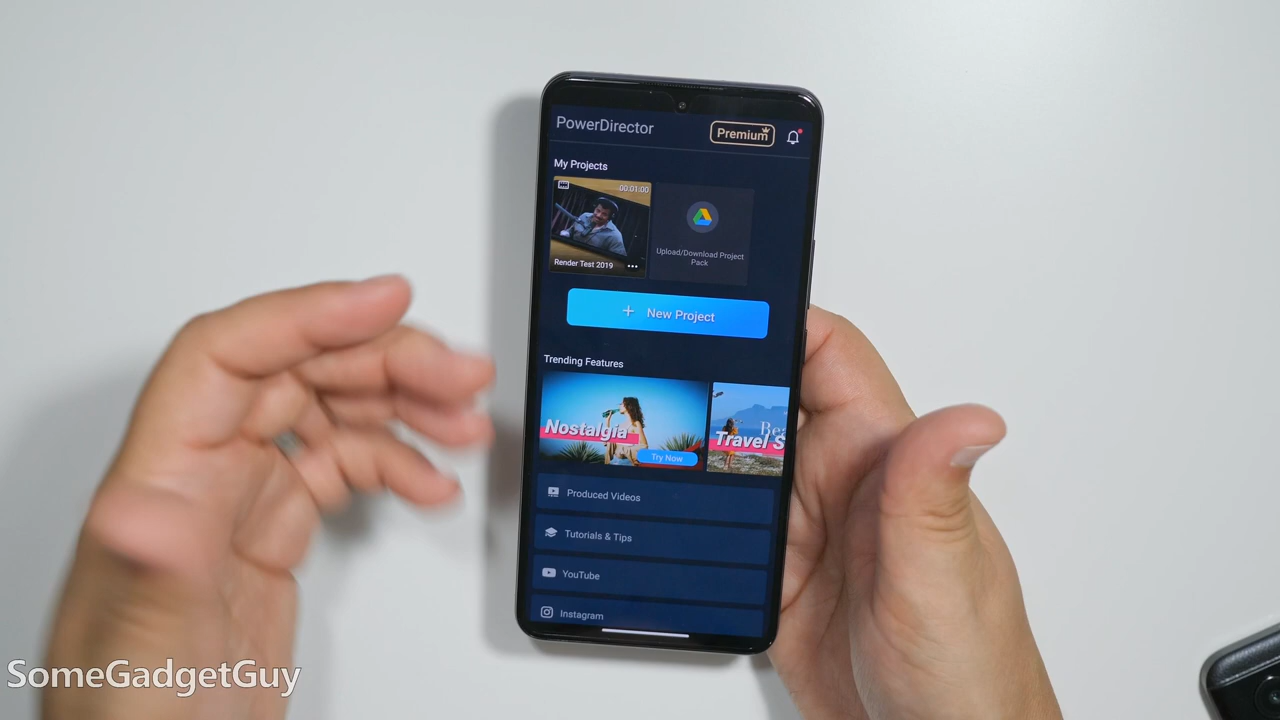 PowerDirector
Premium
My Projects
00:01:00
Render Test 2019
Upload/Download Project
Pack
+ New Project
Trending Features
Nostalgia
Try Now
Travel S
Produced Videos
Tutorials & Tips
YouTube
Instagram
SomeGadgetGuy